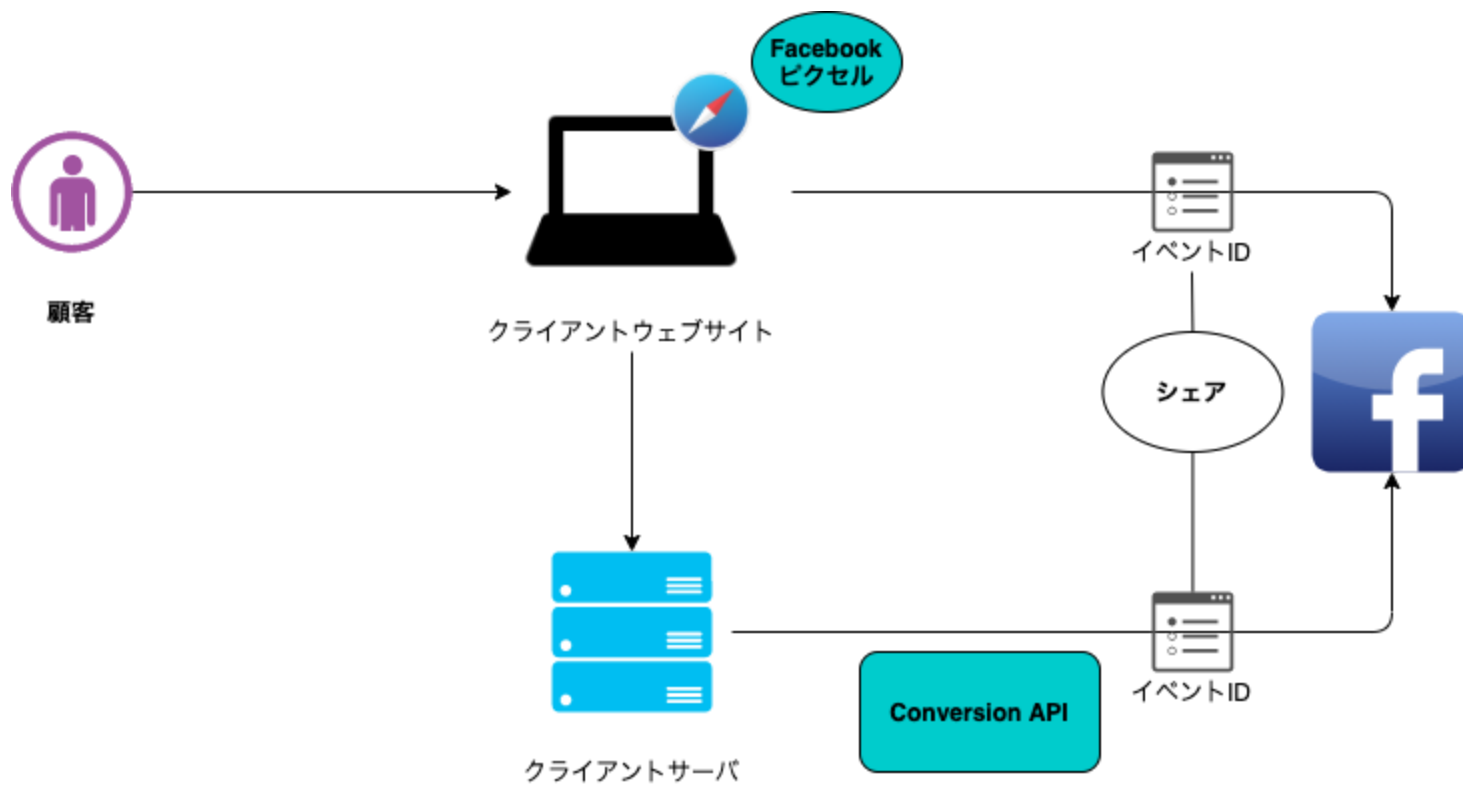 Facebook
ピクセル
イベントID
顧客
クライアントウェブサイト
シェア
イベントID
Conversion API
クライアントサーバ